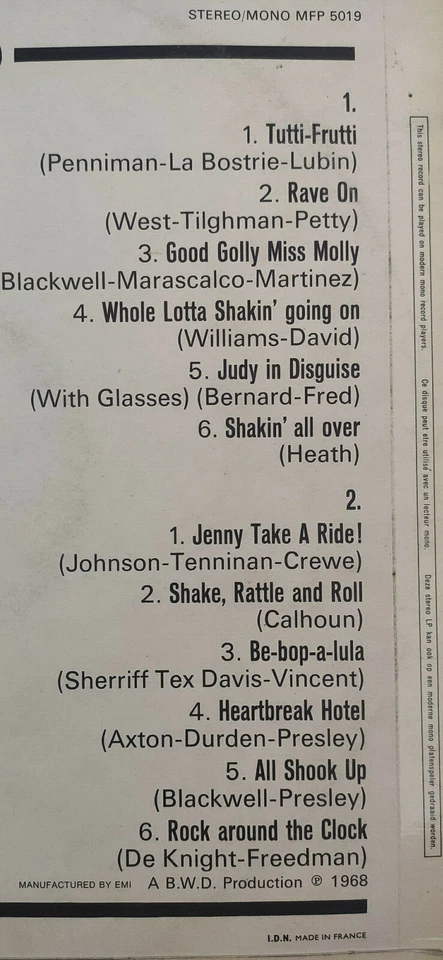 STEREO/MONO MFP 5019
1.
1. Tutti-Frutti
(Penniman-La Bostrie-Lubin)
2. Rave On
(West-Tilghman-Petty)
3. Good Golly Miss Molly
Blackwell-Marascalco-Martinez)
4. Whole Lotta Shakin' going on
(Williams-David)
5. Judy in Disguise
(With Glasses) (Bernard-Fred)
6. Shakin' all over
(Heath)
2.
1. Jenny Take A Ride!
(Johnson-Tenninan-Crewe)
2. Shake, Rattle and Roll
(Calhoun)
3. Be-bop-a-lula
(Sherriff Tex Davis-Vincent)
4. Heartbreak Hotel
(Axton-Durden-Presley)
5. All Shook Up
(Blackwell-Presley)
6. Rock around the Clock
(De Knight-Freedman)
MANUFACTURED BY EMI A B.W.D. Production ℗ 1968
I.D.N. MADE IN FRANCE
This stereo record can be played on modern mono record players. Ce disque peut etre utilisé avec un lecteur mono. Deze stereo LP kan ook op een moderne mono platenspeler gedraaid worden.